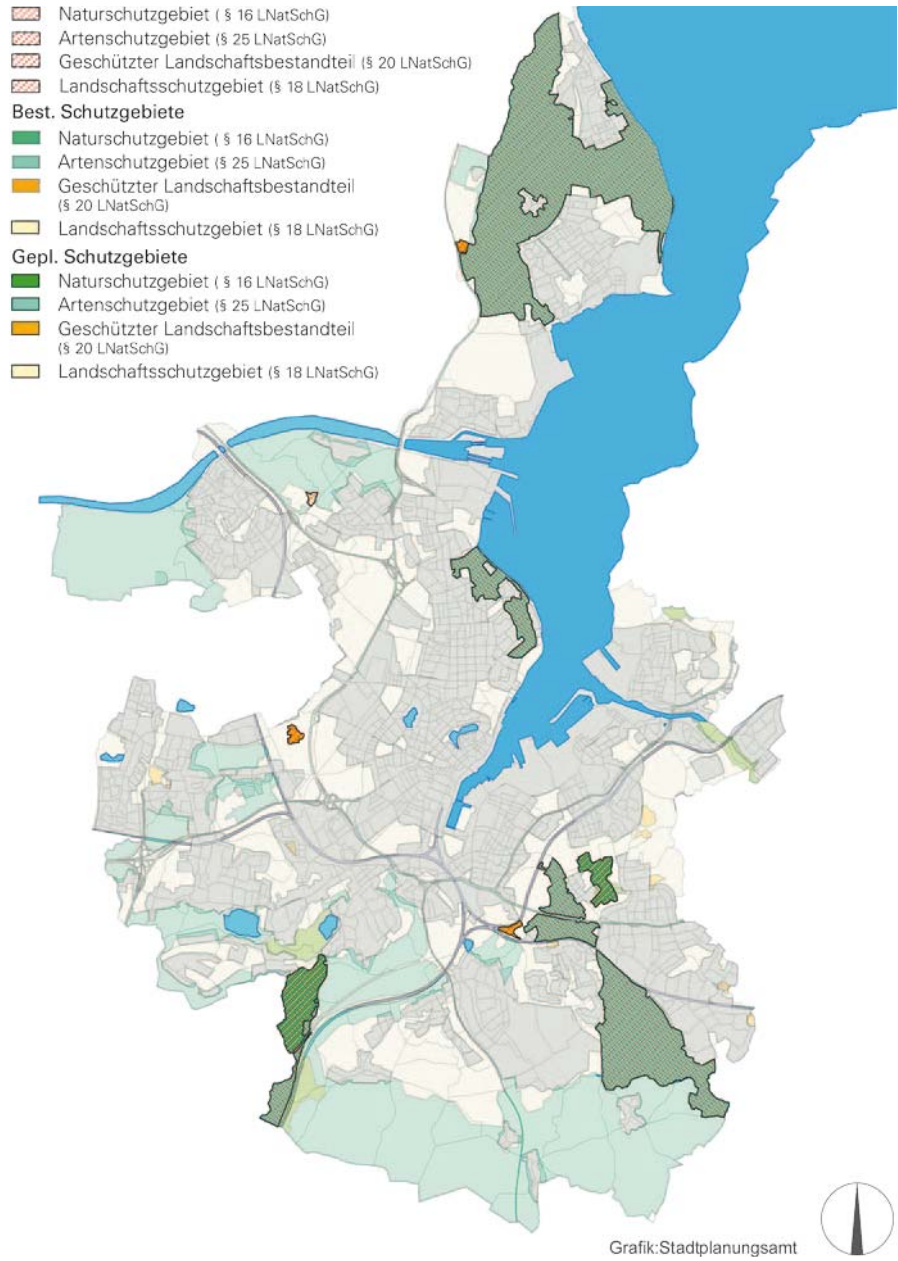 Naturschutzgebiet ( § 16 LNatSchG)
Artenschutzgebiet (§ 25 LNatSchG)
Geschützter Landschaftsbestandteil (§ 20 LNatSchG)
Landschaftsschutzgebiet (§ 18 LNatSchG)
Best. Schutzgebiete
Naturschutzgebiet ( § 16 LNatSchG)
Artenschutzgebiet (§ 25 LNatSchG)
Geschützter Landschaftsbestandteil
(§ 20 LNatSchG)
Landschaftsschutzgebiet (§ 18 LNatSchG)
Gepl. Schutzgebiete
Naturschutzgebiet ( § 16 LNatSchG)
Artenschutzgebiet (§ 25 LNatSchG)
Geschützter Landschaftsbestandteil
(§ 20 LNatSchG)
Landschaftsschutzgebiet (§ 18 LNatSchG)
Grafik:Stadtplanungsamt